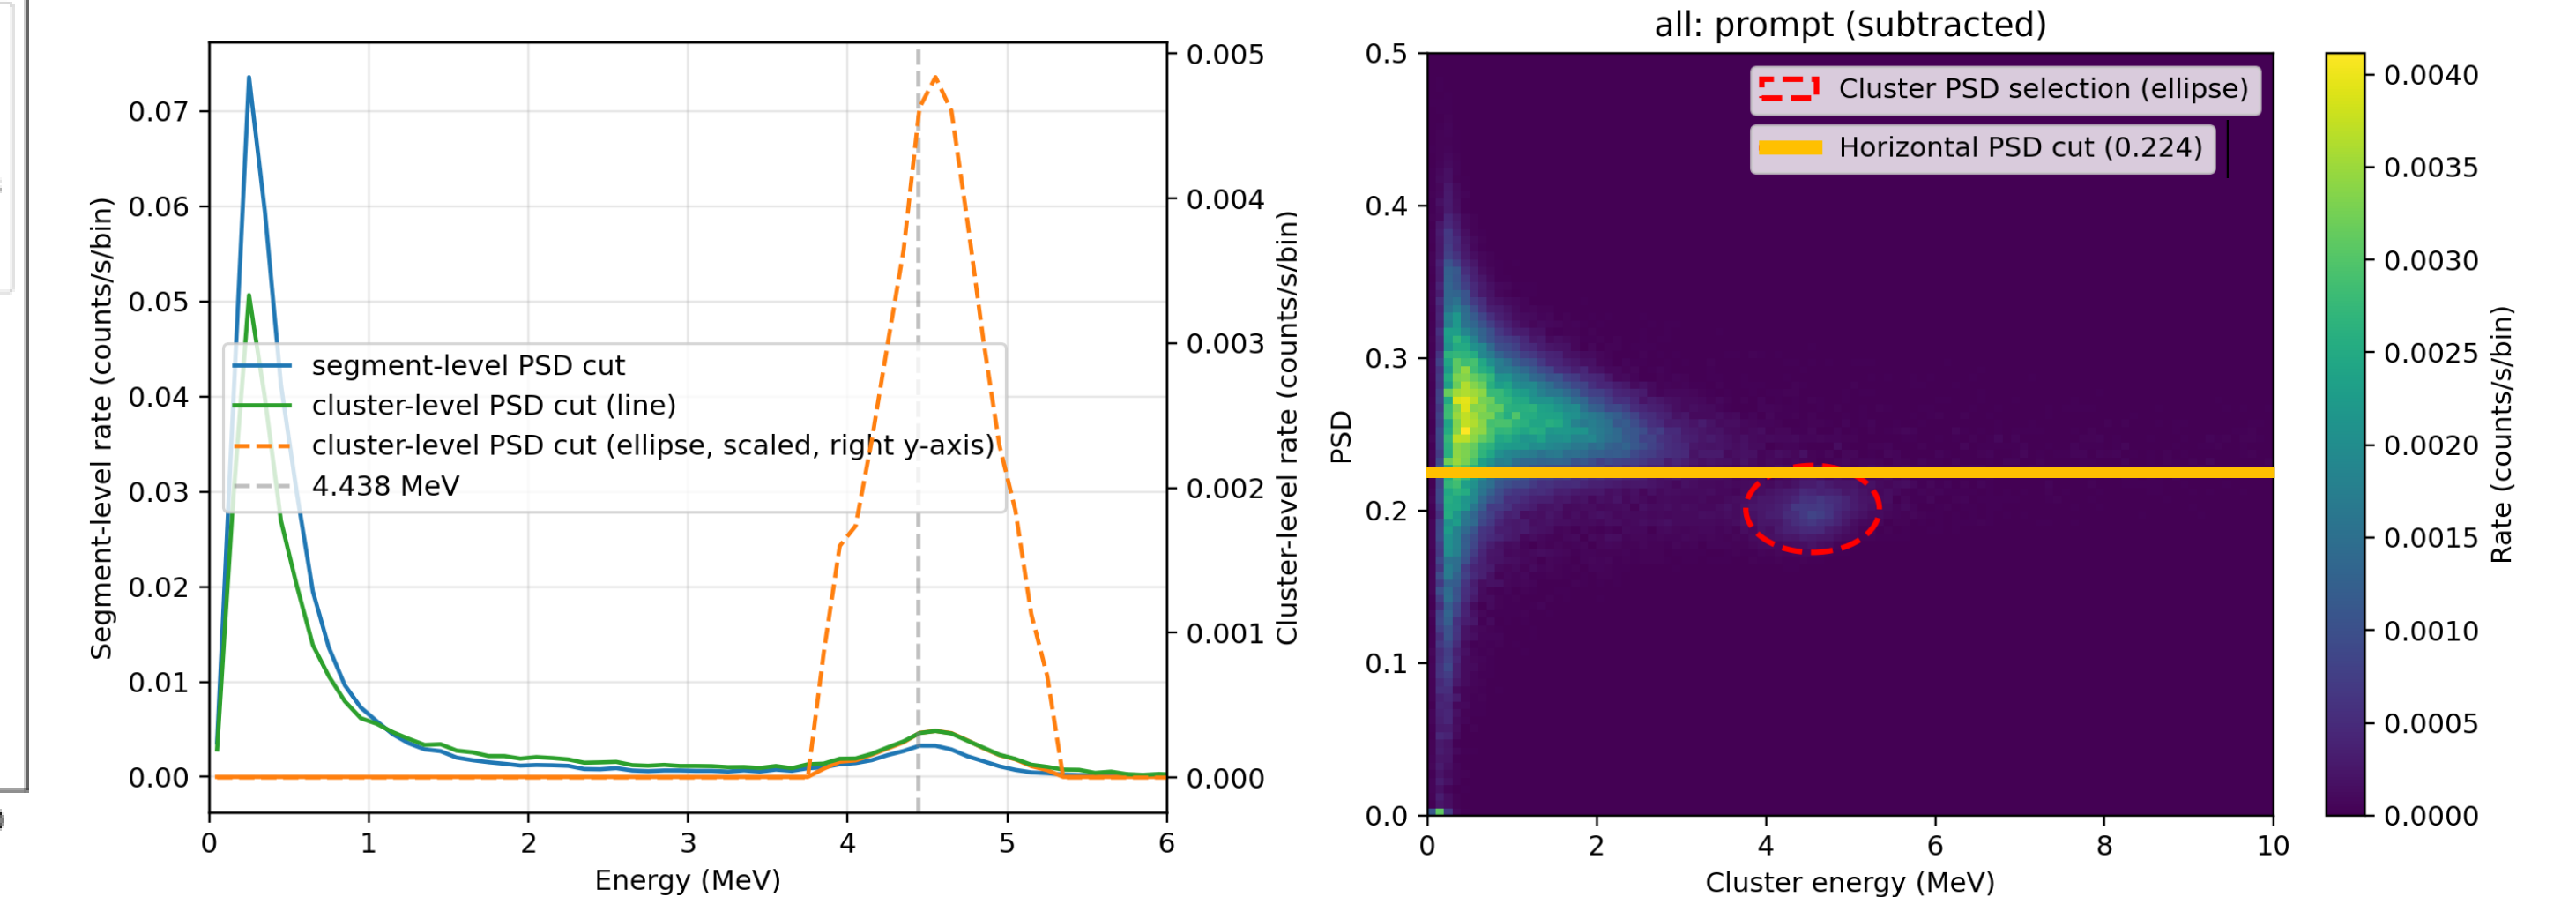 all: prompt (subtracted)
Segment-level rate (counts/s/bin)
0.07
0.06
0.05
0.04
0.03
0.02
0.01
0.00
segment-level PSD cut
cluster-level PSD cut (line)
cluster-level PSD cut (ellipse, scaled, right y-axis)
4.438 MeV
0 1 2 3 4 5 6
Energy (MeV)
0.005
0.004
0.003
0.002
0.001
0.000
Cluster-level rate (counts/s/bin)
PSD
0.5
0.4
0.3
0.2
0.1
0.0
Cluster PSD selection (ellipse)
Horizontal PSD cut (0.224)
0 2 4 6 8 10
Cluster energy (MeV)
0.0040
0.0035
0.0030
0.0025
0.0020
0.0015
0.0010
0.0005
0.0000
Rate (counts/s/bin)